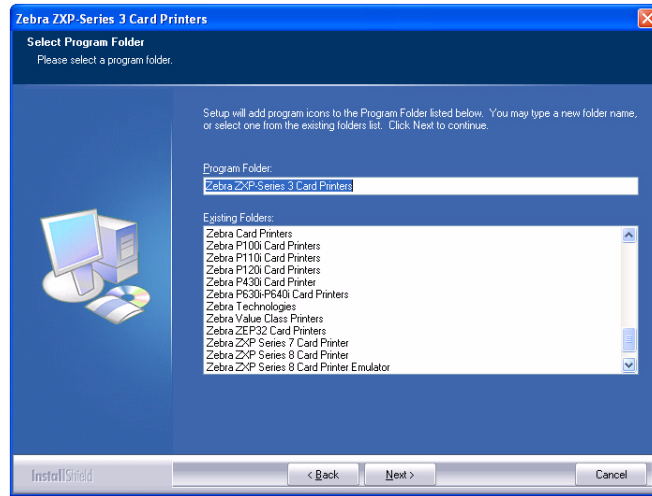 Zebra ZXP-Series 3 Card Printers
Select Program Folder
Please select a program folder.
Setup will add program icons to the Program Folder listed below. You may type a new folder name,
or select one from the existing folders list. Click Next to continue.
Program Folder:
Zebra ZXP-Series 3 Card Printers
Existing Folders:
Zebra Card Printers
Zebra P100i Card Printers
Zebra P110i Card Printers
Zebra P120i Card Printers
Zebra P430i Card Printer
Zebra P630i-P640i Card Printers
Zebra Technologies
Zebra Value Class Printers
Zebra ZEP32 Card Printers
Zebra ZXP Series 7 Card Printer
Zebra ZXP Series 8 Card Printer
Zebra ZXP Series 8 Card Printer Emulator
InstallShield
< Back
Next >
Cancel